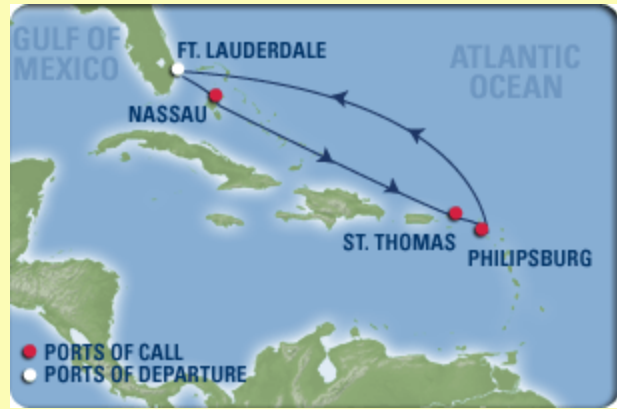 GULF OF
MEXICO
FT. LAUDERDALE
ATLANTIC
OCEAN
NASSAU
ST. THOMAS
PHILIPSBURG
PORTS OF CALL
PORTS OF DEPARTURE